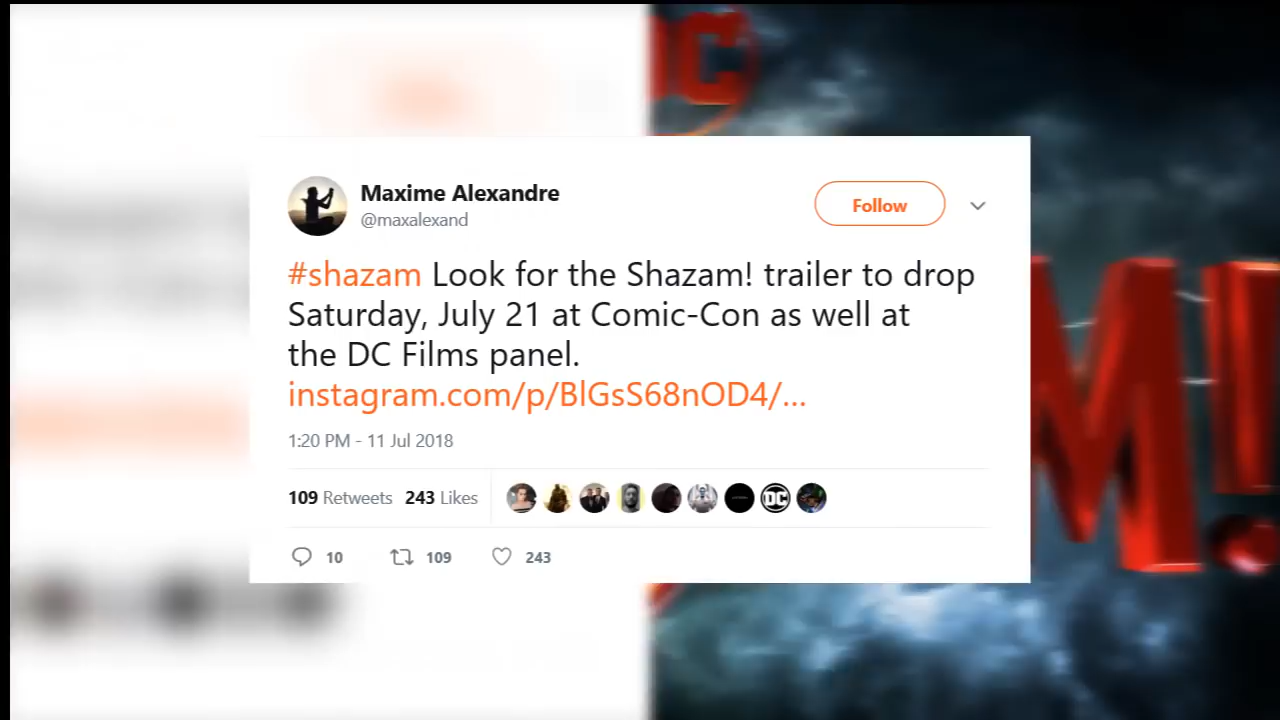 DC
Maxime Alexandre
@maxalexand
Follow
#shazam Look for the Shazam! trailer to drop
Saturday, July 21 at Comic-Con as well at
the DC Films panel.
instagram.com/p/BlGsS68nOD4/...
1:20 PM - 11 Jul 2018
109 Retweets 243 Likes
DC
10 109 243
M!